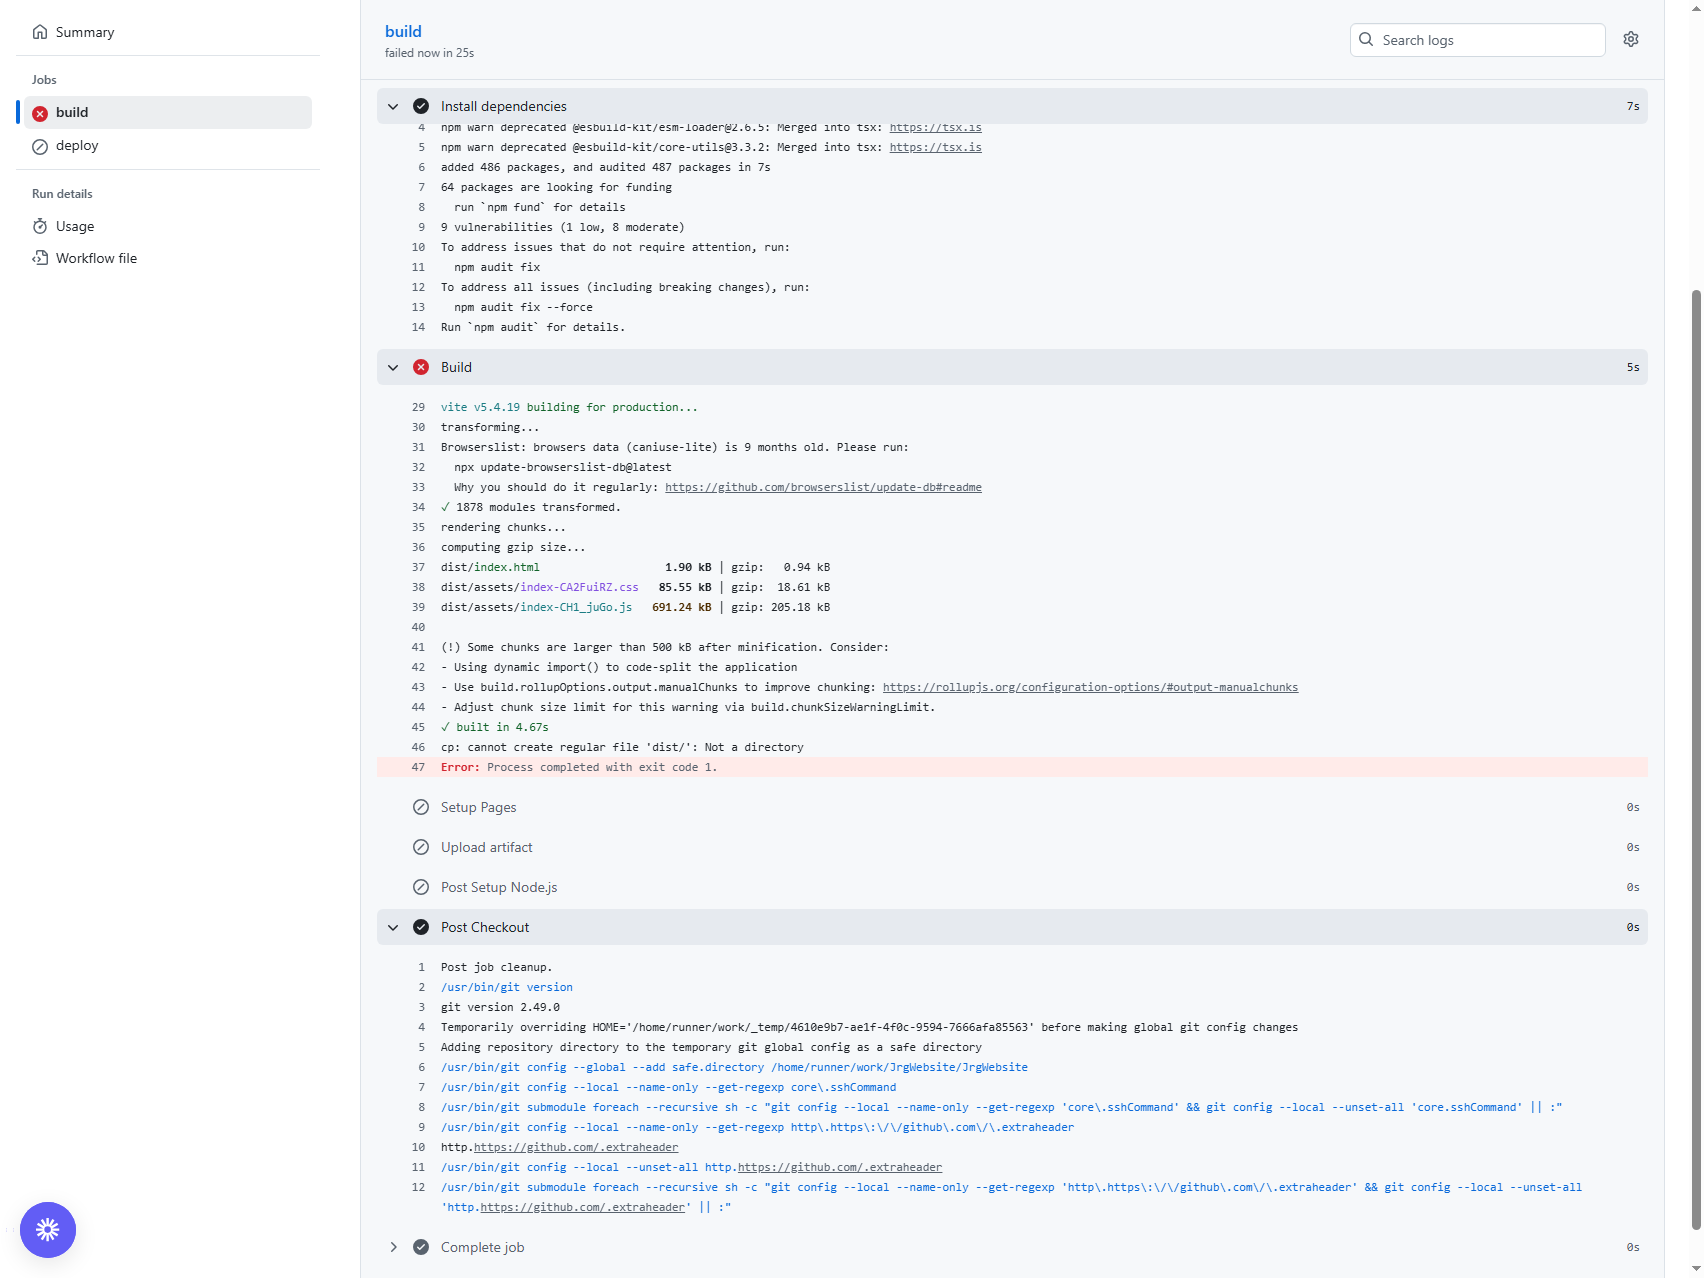 Summary
Jobs
build
deploy
Run details
Usage
Workflow file
build
failed now in 25s
Search logs
Install dependencies 7s
4 npm warn deprecated @esbuild-kit/esm-loader@2.6.5: Merged into tsx: https://tsx.is
5 npm warn deprecated @esbuild-kit/core-utils@3.3.2: Merged into tsx: https://tsx.is
6 added 486 packages, and audited 487 packages in 7s
7 64 packages are looking for funding
8 run `npm fund` for details
9 9 vulnerabilities (1 low, 8 moderate)
10 To address issues that do not require attention, run:
11 npm audit fix
12 To address all issues (including breaking changes), run:
13 npm audit fix --force
14 Run `npm audit` for details.
Build 5s
29 vite v5.4.19 building for production...
30 transforming...
31 Browserslist: browsers data (caniuse-lite) is 9 months old. Please run:
32 npx update-browserslist-db@latest
33 Why you should do it regularly: https://github.com/browserslist/update-db#readme
34 ✓ 1878 modules transformed.
35 rendering chunks...
36 computing gzip size...
37 dist/index.html 1.90 kB │ gzip: 0.94 kB
38 dist/assets/index-CA2FuiRZ.css 85.55 kB │ gzip: 18.61 kB
39 dist/assets/index-CH1_juGo.js 691.24 kB │ gzip: 205.18 kB
40
41 (!) Some chunks are larger than 500 kB after minification. Consider:
42 - Using dynamic import() to code-split the application
43 - Use build.rollupOptions.output.manualChunks to improve chunking: https://rollupjs.org/configuration-options/#output-manualchunks
44 - Adjust chunk size limit for this warning via build.chunkSizeWarningLimit.
45 ✓ built in 4.67s
46 cp: cannot create regular file 'dist/': Not a directory
47 Error: Process completed with exit code 1.
Setup Pages 0s
Upload artifact 0s
Post Setup Node.js 0s
Post Checkout 0s
1 Post job cleanup.
2 /usr/bin/git version
3 git version 2.49.0
4 Temporarily overriding HOME='/home/runner/work/_temp/4610e9b7-ae1f-4f0c-9594-7666afa85563' before making global git config changes
5 Adding repository directory to the temporary git global config as a safe directory
6 /usr/bin/git config --global --add safe.directory /home/runner/work/JrgWebsite/JrgWebsite
7 /usr/bin/git config --local --name-only --get-regexp core\.sshCommand
8 /usr/bin/git submodule foreach --recursive sh -c "git config --local --name-only --get-regexp 'core\.sshCommand' && git config --local --unset-all 'core.sshCommand' || :"
9 /usr/bin/git config --local --name-only --get-regexp http\.https\:\/\/github\.com\/\.extraheader
10 http.https://github.com/.extraheader
11 /usr/bin/git config --local --unset-all http.https://github.com/.extraheader
12 /usr/bin/git submodule foreach --recursive sh -c "git config --local --name-only --get-regexp 'http\.https\:\/\/github\.com\/\.extraheader' && git config --local --unset-all
'http.https://github.com/.extraheader' || :"
Complete job 0s